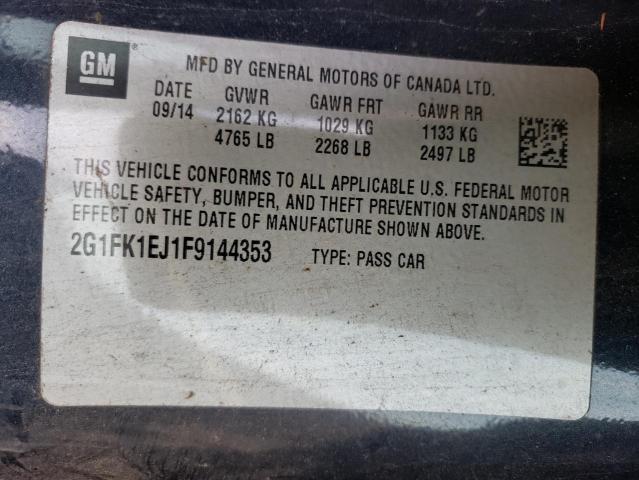 GM ® MFD BY GENERAL MOTORS OF CANADA LTD.
DATE GVWR GAWR FRT GAWR RR
09/14 2162 KG 1029 KG 1133 KG
4765 LB 2268 LB 2497 LB
THIS VEHICLE CONFORMS TO ALL APPLICABLE U.S. FEDERAL MOTOR
VEHICLE SAFETY, BUMPER, AND THEFT PREVENTION STANDARDS IN
EFFECT ON THE DATE OF MANUFACTURE SHOWN ABOVE.
2G1FK1EJ1F9144353 TYPE: PASS CAR